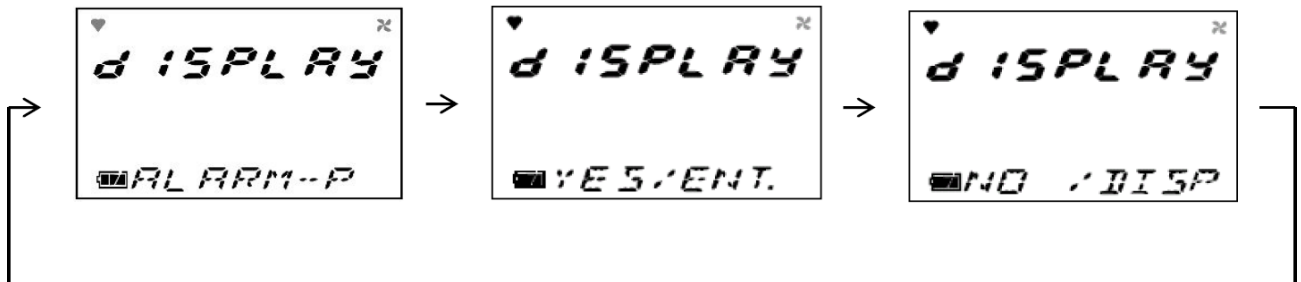 dISPLAY
ALARM-P
dISPLAY
YES/ENT.
dISPLAY
NO /DISP